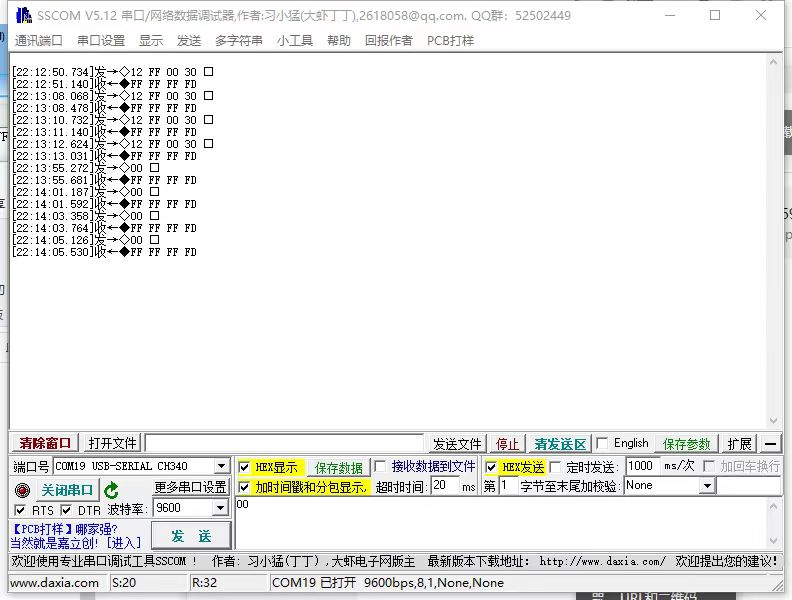 SSCOM V5.12 串口/网络数据调试器,作者:习小猛(大虾丁丁),2618058@qq.com. QQ群: 52502449
通讯端口 串口设置 显示 发送 多字符串 小工具 帮助 回报作者 PCB打样
[22:12:50.734]发→◇12 FF 00 30 □
[22:12:51.140]收←◆FF FF FF FD
[22:13:08.068]发→◇12 FF 00 30 □
[22:13:08.478]收←◆FF FF FF FD
[22:13:10.732]发→◇12 FF 00 30 □
[22:13:11.140]收←◆FF FF FF FD
[22:13:12.624]发→◇12 FF 00 30 □
[22:13:13.031]收←◆FF FF FF FD
[22:13:55.272]发→◇00 □
[22:13:55.681]收←◆FF FF FF FD
[22:14:01.187]发→◇00 □
[22:14:01.592]收←◆FF FF FF FD
[22:14:03.358]发→◇00 □
[22:14:03.764]收←◆FF FF FF FD
[22:14:05.126]发→◇00 □
[22:14:05.530]收←◆FF FF FF FD
清除窗口 打开文件 发送文件 停止 清发送区 English 保存参数 扩展 —
端口号 COM19 USB-SERIAL CH340 HEX显示 保存数据 接收数据到文件 HEX发送 定时发送: 1000 ms/次 加回车换行
关闭串口 更多串口设置 加时间戳和分包显示, 超时时间: 20 ms 第 1 字节至末尾加校验: None
RTS DTR 波特率: 9600 00
【PCB打样】哪家强?
当然就是嘉立创! [进入] 发 送
欢迎使用专业串口调试工具SSCOM ! 作者: 习小猛(丁丁) ,大虾电子网版主 最新版本下载地址: http://www.daxia.com/ 欢迎提出您的建议!
www.daxia.com S:20 R:32 COM19 已打开 9600bps,8,1,None,None